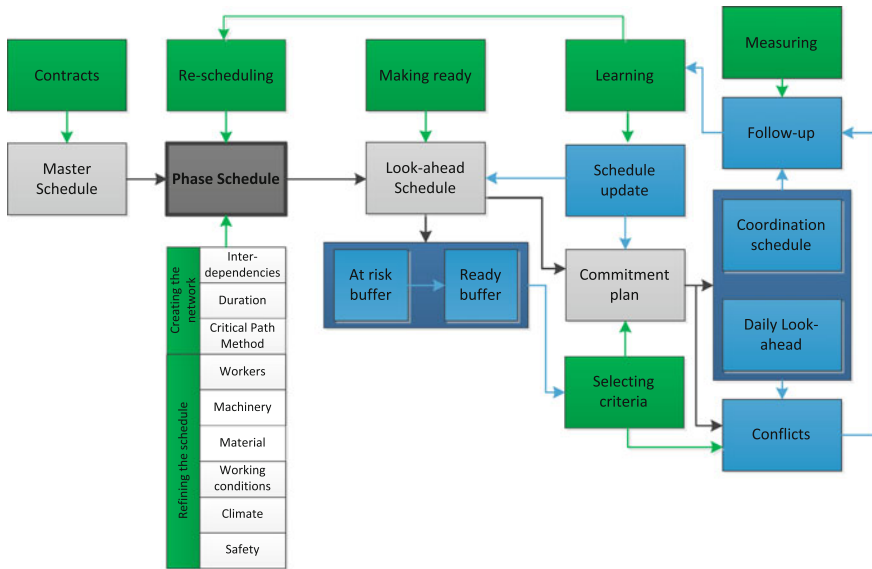 Contracts
Re-scheduling
Making ready
Learning
Measuring
Master
Schedule
Phase Schedule
Look-ahead
Schedule
Schedule
update
Follow-up
Coordination
schedule
Daily Look-
ahead
At risk
buffer
Ready
buffer
Commitment
plan
Selecting
criteria
Conflicts
Creating the
network
Inter-
dependencies
Duration
Critical Path
Method
Refining the schedule
Workers
Machinery
Material
Working
conditions
Climate
Safety